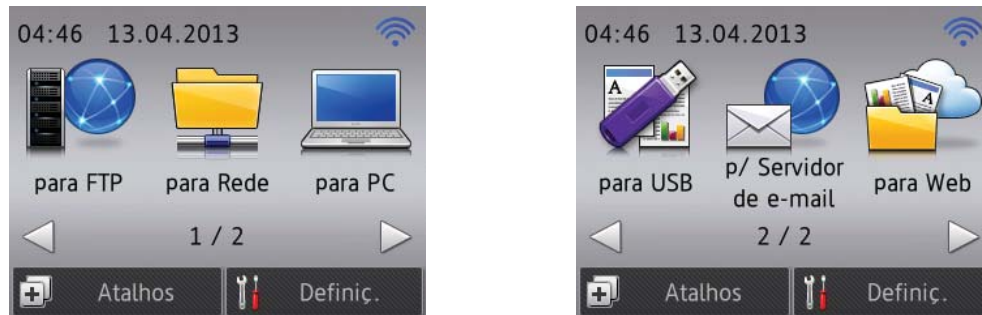 04:46 13.04.2013
para FTP para Rede para PC
1 / 2
Atalhos Definiç.
04:46 13.04.2013
A
A
para USB p/ Servidor de e-mail para Web
2 / 2
Atalhos Definiç.